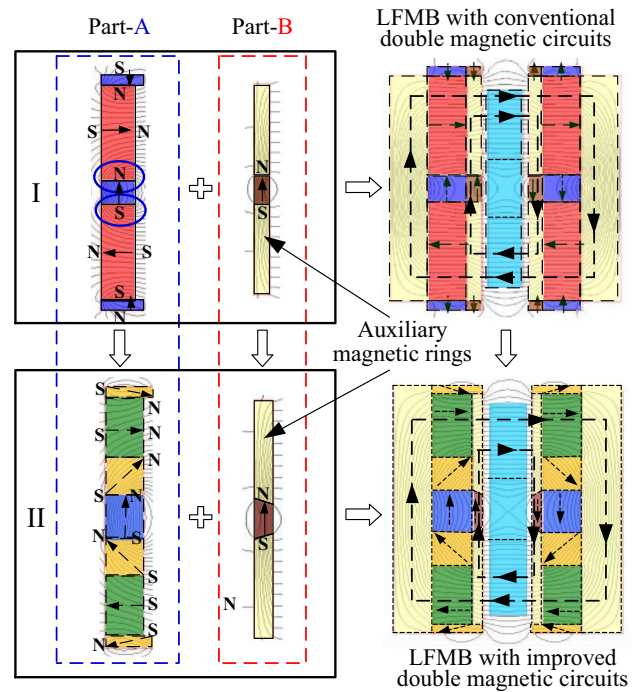 Part-A
Part-B
LFMB with conventional
double magnetic circuits
S
N
S
N
N
S
N
S
S
N
I
N
S
Auxiliary
magnetic rings
S
N
S
N
N
S
N
N
S
S
S
N
II
N
S
N
LFMB with improved
double magnetic circuits